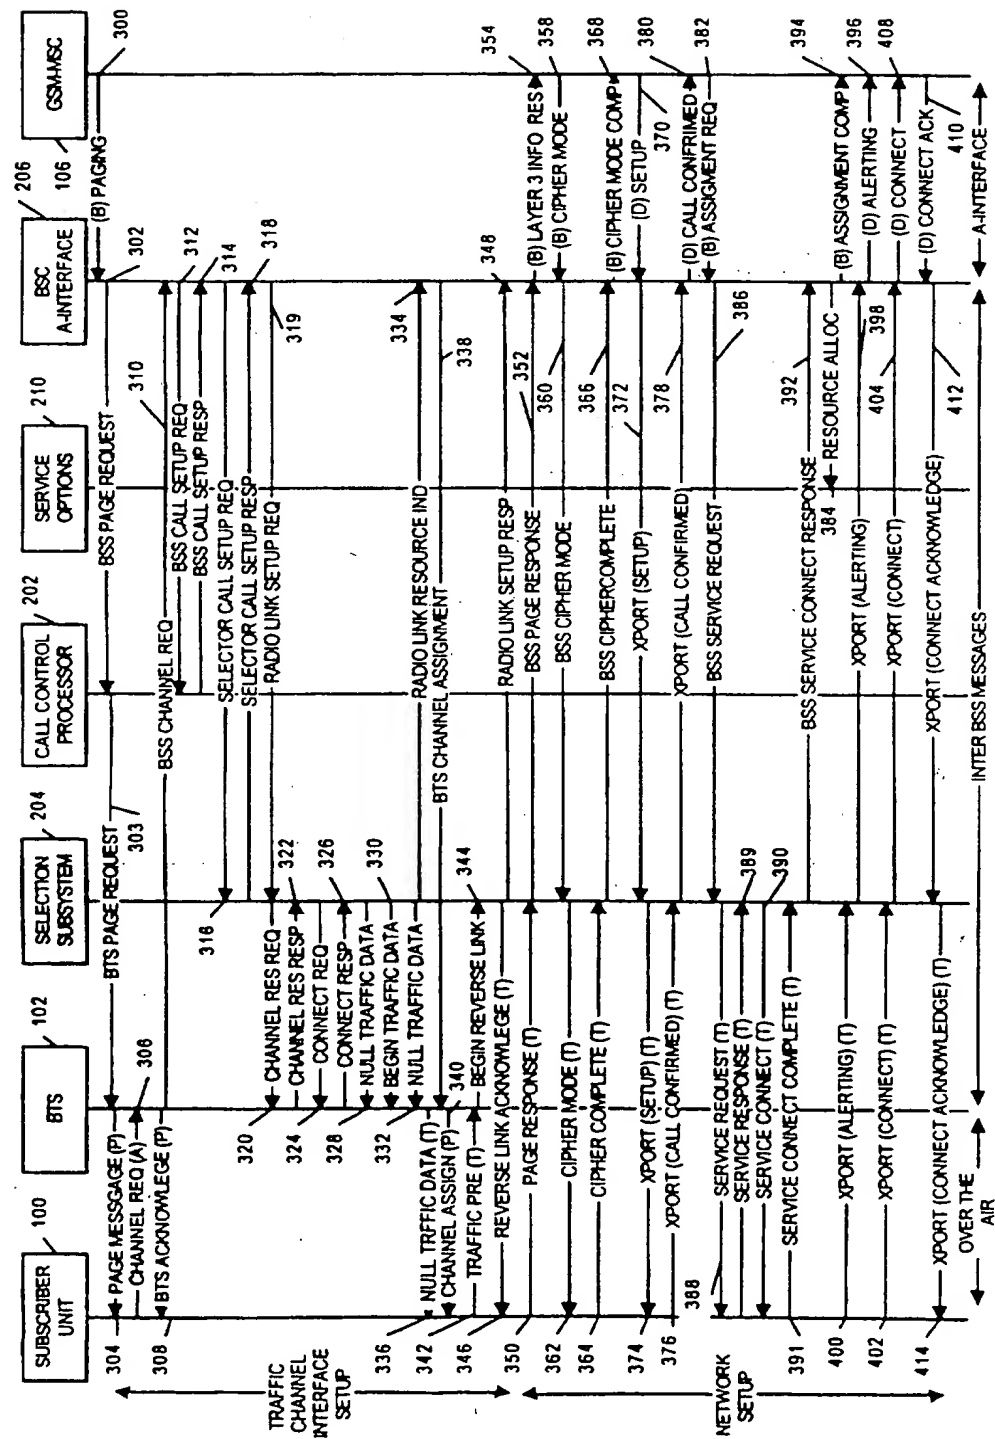 SUBSCRIBER
UNIT
100
BTS
102
SELECTION
SUBSYSTEM
204
CALL CONTROL
PROCESSOR
202
SERVICE
OPTIONS
210
BSC
A-INTERFACE
206
GSM-MSC
106
(B) PAGING
300
BSS PAGE REQUEST
302
BTS PAGE REQUEST
303
304
PAGE MESSGAGE (P)
CHANNEL REQ (A)
306
BTS ACKNOWLEGE (P)
308
BSS CHANNEL REQ
310
BSS CALL SETUP REQ
312
BSS CALL SETUP RESP
314
SELECTOR CALL SETUP REQ
316
SELECTOR CALL SETUP RESP
318
RADIO LINK SETUP REQ
319
320
CHANNEL RES REQ
CHANNEL RES RESP
322
324
CONNECT REQ
CONNECT RESP
326
328
NULL TRAFFIC DATA
BEGIN TRAFFIC DATA
330
332
NULL TRAFFIC DATA
RADIO LINK RESOURCE IND
334
336
NULL TRFFIC DATA (T)
BTS CHANNEL ASSIGNMENT
338
342
CHANNEL ASSIGN (P)
340
346
TRAFFIC PRE (T)
BEGIN REVERSE LINK
344
REVERSE LINK ACKNOWLEGE (T)
RADIO LINK SETUP RESP
348
350
PAGE RESPONSE (T)
BSS PAGE RESPONSE
352
(B) LAYER 3 INFO RES
354
(B) CIPHER MODE
358
BSS CIPHER MODE
360
362
CIPHER MODE (T)
364
CIPHER COMPLETE (T)
BSS CIPHERCOMPLETE
366
(B) CIPHER MODE COMP
368
(D) SETUP
370
XPORT (SETUP)
372
374
XPORT (SETUP) (T)
376
XPORT (CALL CONFIRMED) (T)
XPORT (CALL CONFIRMED)
378
(D) CALL CONFRIMED
380
(B) ASSIGMENT REQ
382
BSS SERVICE REQUEST
386
388
SERVICE REQUEST (T)
SERVICE RESPONSE (T)
389
SERVICE CONNECT (T)
390
391
SERVICE CONNECT COMPLETE (T)
BSS SERVICE CONNECT RESPONSE
392
384
RESOURCE ALLOC
(B) ASSIGNMENT COMP
394
400
XPORT (ALERTING) (T)
XPORT (ALERTING)
398
(D) ALERTING
396
402
XPORT (CONNECT) (T)
XPORT (CONNECT)
404
(D) CONNECT
408
(D) CONNECT ACK
410
XPORT (CONNECT ACKNOWLEDGE)
412
414
XPORT (CONNECT ACKNOWLEDGE) (T)
TRAFFIC
CHANNEL
INTERFACE
SETUP
NETWORK
SETUP
OVER THE
AIR
INTER BSS MESSAGES
A-INTERFACE